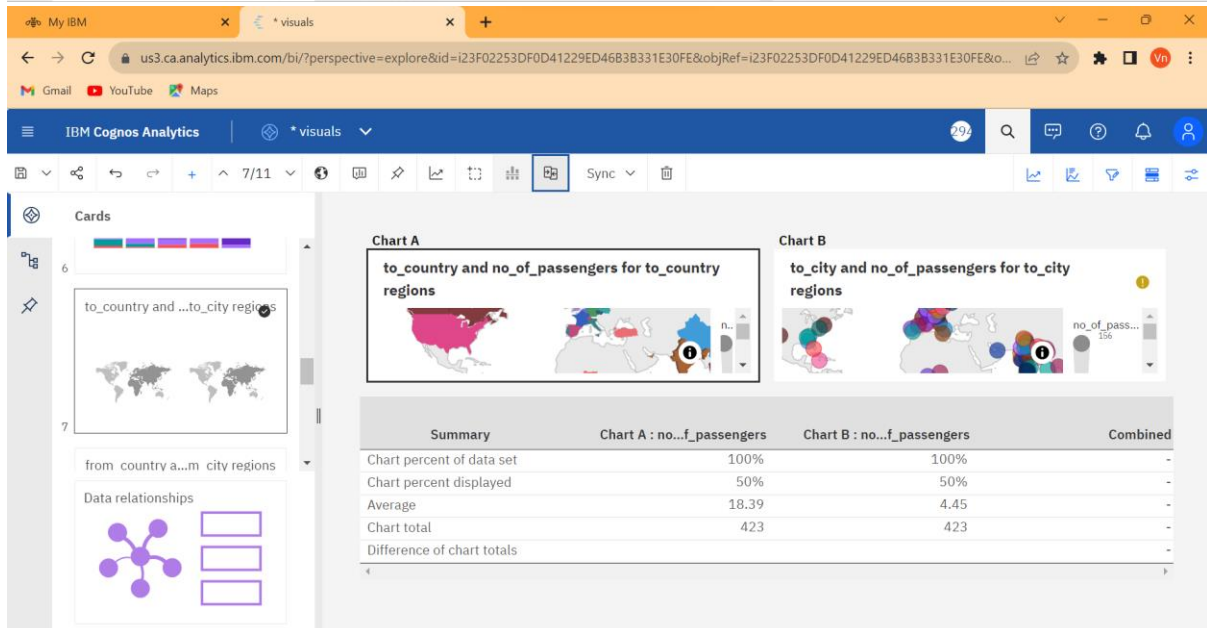 My IBM
* visuals
us3.ca.analytics.ibm.com/bi/?perspective=explore&id=i23F02253DF0D41229ED46B3B331E30FE&objRef=i23F02253DF0D41229ED46B3B331E30FE&o...
Vn
Gmail YouTube Maps
IBM Cognos Analytics * visuals
294
7/11 Sync
Cards
6
to_country and ...to_city regions
7
from_country a...m_city regions
Data relationships
Chart A
to_country and no_of_passengers for to_country
regions
n..
Chart B
to_city and no_of_passengers for to_city
regions
no_of_pass...
156
Summary Chart A : no...f_passengers Chart B : no...f_passengers Combined
Chart percent of data set 100% 100% -
Chart percent displayed 50% 50% -
Average 18.39 4.45 -
Chart total 423 423 -
Difference of chart totals -